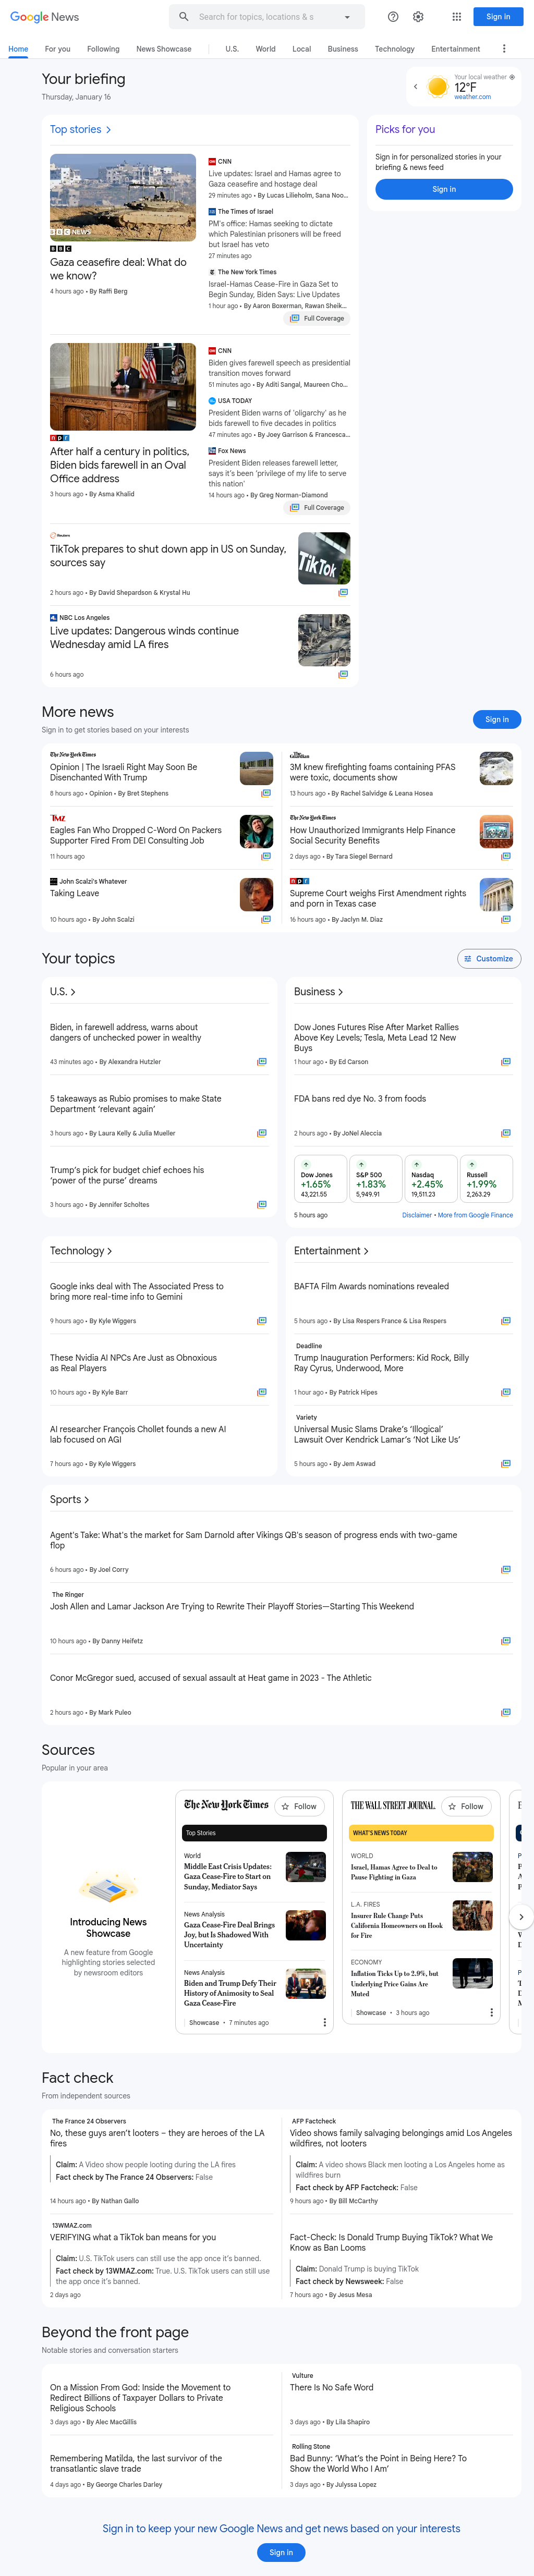 Google News
Search for topics, locations & s
Sign in
Home For you Following News Showcase U.S. World Local Business Technology Entertainment
Your briefing
Thursday, January 16
Your local weather
12°F
weather.com
Top stories
BBC NEWS
BBC
Gaza ceasefire deal: What do
we know?
4 hours ago • By Raffi Berg
CNN
Live updates: Israel and Hamas agree to
Gaza ceasefire and hostage deal
29 minutes ago • By Lucas Lilieholm, Sana Noo...
The Times of Israel
PM's office: Hamas seeking to dictate
which Palestinian prisoners will be freed
but Israel has veto
27 minutes ago
The New York Times
Israel-Hamas Cease-Fire in Gaza Set to
Begin Sunday, Biden Says: Live Updates
1 hour ago • By Aaron Boxerman, Rawan Sheik...
Full Coverage
Picks for you
Sign in for personalized stories in your
briefing & news feed
Sign in
npr
After half a century in politics,
Biden bids farewell in an Oval
Office address
3 hours ago • By Asma Khalid
CNN
Biden gives farewell speech as presidential
transition moves forward
51 minutes ago • By Aditi Sangal, Maureen Cho...
USA TODAY
President Biden warns of 'oligarchy' as he
bids farewell to five decades in politics
47 minutes ago • By Joey Garrison & Francesca...
Fox News
President Biden releases farewell letter,
says it's been 'privilege of my life to serve
this nation'
14 hours ago • By Greg Norman-Diamond
Full Coverage
Reuters
TikTok prepares to shut down app in US on Sunday,
sources say
2 hours ago • By David Shepardson & Krystal Hu
TikTok
NBC Los Angeles
Live updates: Dangerous winds continue
Wednesday amid LA fires
6 hours ago
More news
Sign in to get stories based on your interests
Sign in
The New York Times
Opinion | The Israeli Right May Soon Be
Disenchanted With Trump
8 hours ago • Opinion • By Bret Stephens
The Guardian
3M knew firefighting foams containing PFAS
were toxic, documents show
13 hours ago • By Rachel Salvidge & Leana Hosea
TMZ
Eagles Fan Who Dropped C-Word On Packers
Supporter Fired From DEI Consulting Job
11 hours ago
The New York Times
How Unauthorized Immigrants Help Finance
Social Security Benefits
2 days ago • By Tara Siegel Bernard
John Scalzi's Whatever
Taking Leave
10 hours ago • By John Scalzi
npr
Supreme Court weighs First Amendment rights
and porn in Texas case
16 hours ago • By Jaclyn M. Diaz
Your topics
Customize
U.S.
Biden, in farewell address, warns about
dangers of unchecked power in wealthy
43 minutes ago • By Alexandra Hutzler
5 takeaways as Rubio promises to make State
Department 'relevant again'
3 hours ago • By Laura Kelly & Julia Mueller
Trump's pick for budget chief echoes his
'power of the purse' dreams
3 hours ago • By Jennifer Scholtes
Business
Dow Jones Futures Rise After Market Rallies
Above Key Levels; Tesla, Meta Lead 12 New
Buys
1 hour ago • By Ed Carson
FDA bans red dye No. 3 from foods
2 hours ago • By JoNel Aleccia
Dow Jones S&P 500 Nasdaq Russell
+1.65% +1.83% +2.45% +1.99%
43,221.55 5,949.91 19,511.23 2,263.29
5 hours ago Disclaimer • More from Google Finance
Technology
Google inks deal with The Associated Press to
bring more real-time info to Gemini
9 hours ago • By Kyle Wiggers
These Nvidia AI NPCs Are Just as Obnoxious
as Real Players
10 hours ago • By Kyle Barr
AI researcher François Chollet founds a new AI
lab focused on AGI
7 hours ago • By Kyle Wiggers
Entertainment
BAFTA Film Awards nominations revealed
5 hours ago • By Lisa Respers France & Lisa Respers
Deadline
Trump Inauguration Performers: Kid Rock, Billy
Ray Cyrus, Underwood, More
1 hour ago • By Patrick Hipes
Variety
Universal Music Slams Drake's 'Illogical'
Lawsuit Over Kendrick Lamar's 'Not Like Us'
5 hours ago • By Jem Aswad
Sports
Agent's Take: What's the market for Sam Darnold after Vikings QB's season of progress ends with two-game
flop
6 hours ago • By Joel Corry
The Ringer
Josh Allen and Lamar Jackson Are Trying to Rewrite Their Playoff Stories—Starting This Weekend
10 hours ago • By Danny Heifetz
Conor McGregor sued, accused of sexual assault at Heat game in 2023 - The Athletic
2 hours ago • By Mark Puleo
Sources
Popular in your area
Introducing News
Showcase
A new feature from Google
highlighting stories selected
by newsroom editors
The New York Times
Follow
Top Stories
World
Middle East Crisis Updates:
Gaza Cease-Fire to Start on
Sunday, Mediator Says
News Analysis
Gaza Cease-Fire Deal Brings
Joy, but Is Shadowed With
Uncertainty
News Analysis
Biden and Trump Defy Their
History of Animosity to Seal
Gaza Cease-Fire
Showcase • 7 minutes ago
THE WALL STREET JOURNAL.
Follow
WHAT'S NEWS TODAY
WORLD
Israel, Hamas Agree to Deal to
Pause Fighting in Gaza
L.A. FIRES
Insurer Rule Change Puts
California Homeowners on Hook
for Fire
ECONOMY
Inflation Ticks Up to 2.9%, but
Underlying Price Gains Are
Muted
Showcase • 3 hours ago
Fact check
From independent sources
The France 24 Observers
No, these guys aren't looters – they are heroes of the LA
fires
Claim: A Video show people looting during the LA fires
Fact check by The France 24 Observers: False
14 hours ago • By Nathan Gallo
AFP Factcheck
Video shows family salvaging belongings amid Los Angeles
wildfires, not looters
Claim: A video shows Black men looting a Los Angeles home as
wildfires burn
Fact check by AFP Factcheck: False
9 hours ago • By Bill McCarthy
13WMAZ.com
VERIFYING what a TikTok ban means for you
Claim: U.S. TikTok users can still use the app once it's banned.
Fact check by 13WMAZ.com: True. U.S. TikTok users can still use
the app once it's banned.
2 days ago
Fact-Check: Is Donald Trump Buying TikTok? What We
Know as Ban Looms
Claim: Donald Trump is buying TikTok
Fact check by Newsweek: False
7 hours ago • By Jesus Mesa
Beyond the front page
Notable stories and conversation starters
On a Mission From God: Inside the Movement to
Redirect Billions of Taxpayer Dollars to Private
Religious Schools
3 days ago • By Alec MacGillis
Vulture
There Is No Safe Word
3 days ago • By Lila Shapiro
Remembering Matilda, the last survivor of the
transatlantic slave trade
4 days ago • By George Charles Darley
Rolling Stone
Bad Bunny: 'What's the Point in Being Here? To
Show the World Who I Am'
3 days ago • By Julyssa Lopez
Sign in to keep your new Google News and get news based on your interests
Sign in